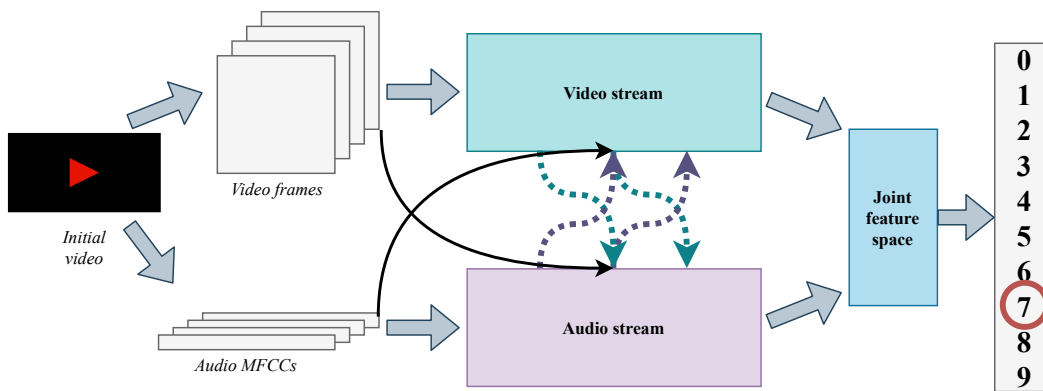 Initial
video
Video frames
Audio MFCCs
Video stream
Audio stream
Joint
feature
space
0
1
2
3
4
5
6
7
8
9